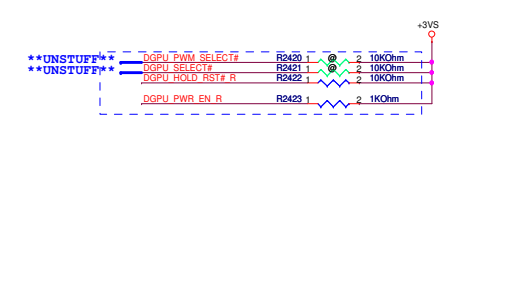 +3VS
**UNSTUFF** DGPU_PWM_SELECT# R2420 1 @ 2 10KOhm
**UNSTUFF** DGPU_SELECT# R2421 1 @ 2 10KOhm
DGPU_HOLD_RST#_R R2422 1 2 10KOhm
DGPU_PWR_EN_R R2423 1 2 1KOhm